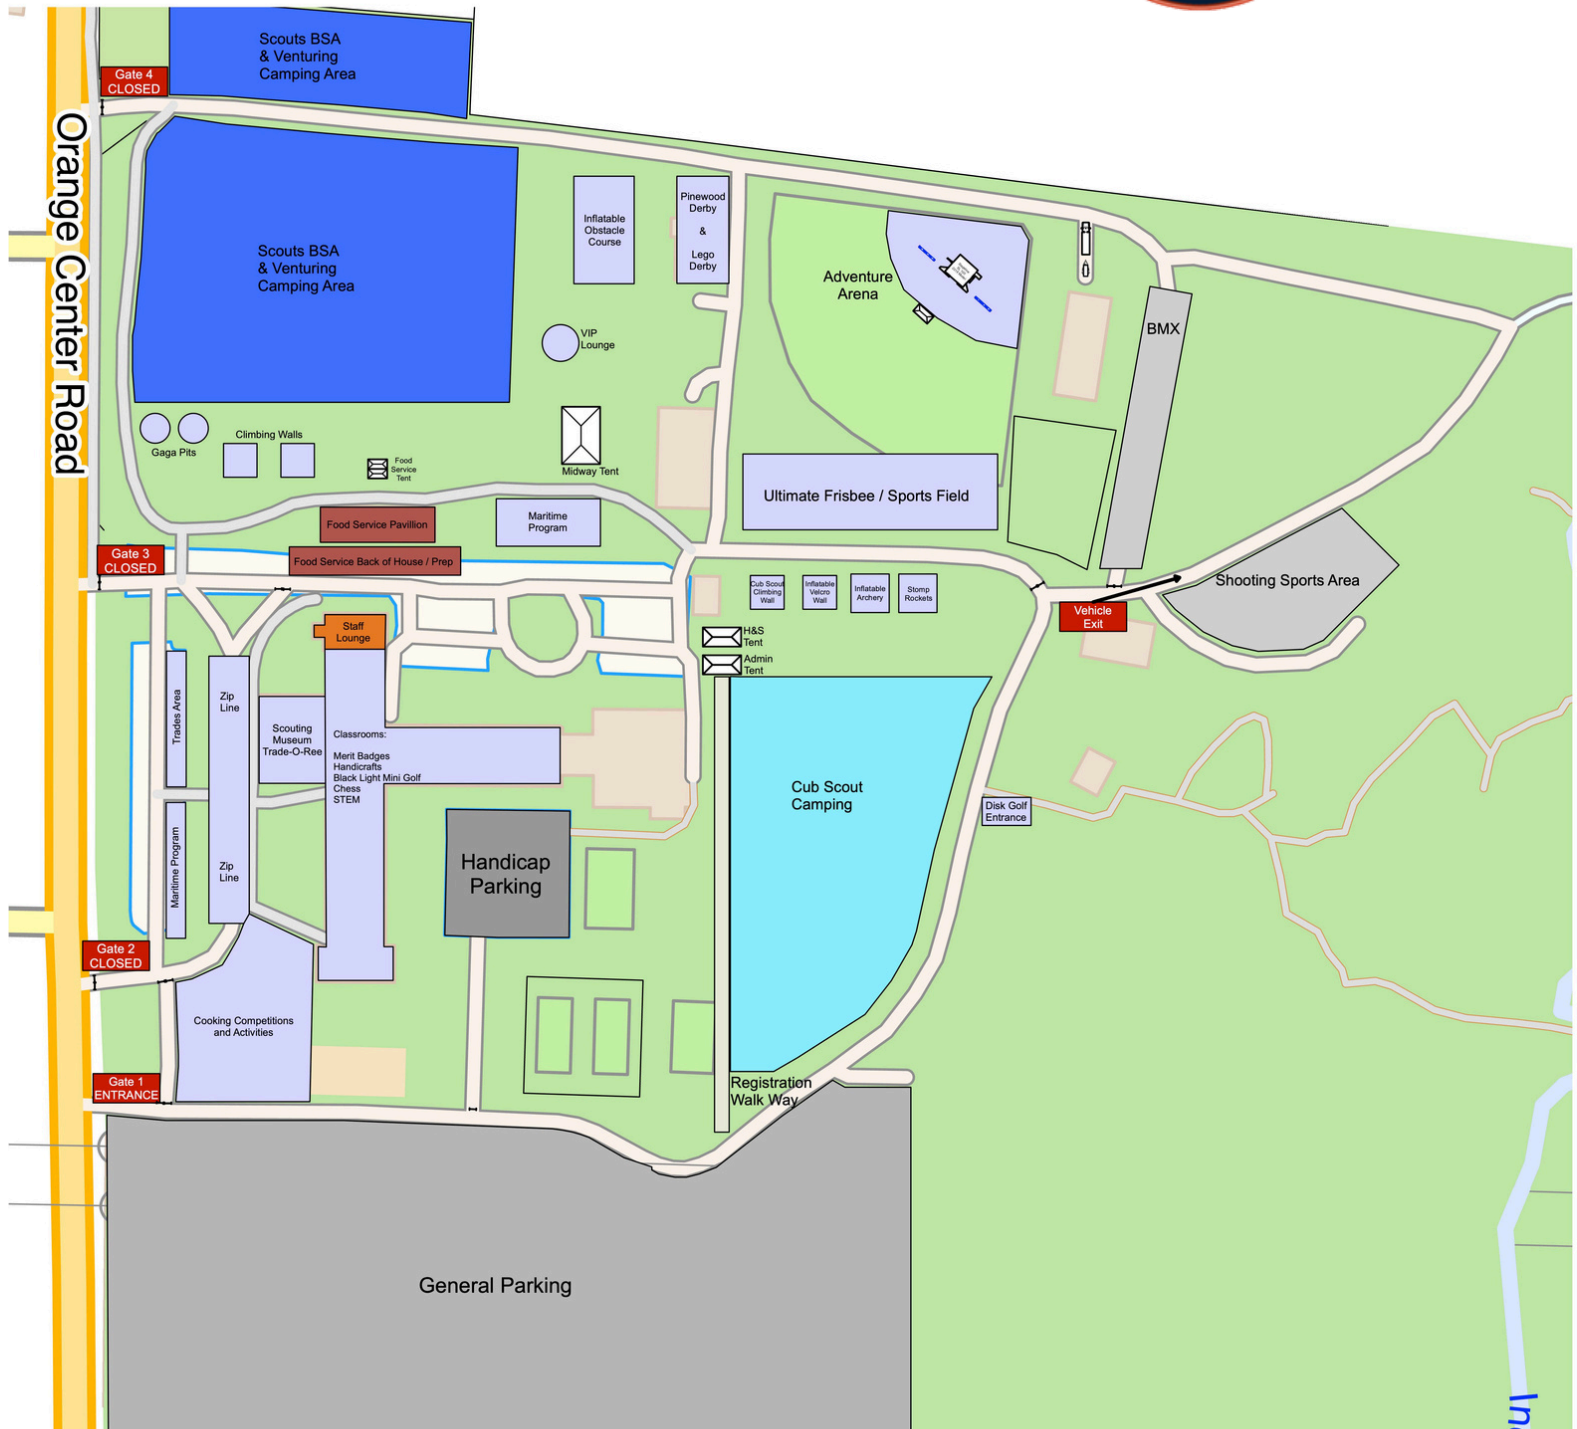 Scouts BSA
& Venturing
Camping Area
Gate 4
CLOSED
Orange Center Road
Scouts BSA
& Venturing
Camping Area
Inflatable
Obstacle
Course
Pinewood
Derby
&
Lego
Derby
Adventure
Arena
VIP
Lounge
BMX
Gaga Pits
Climbing Walls
Food
Service
Tent
Midway Tent
Ultimate Frisbee / Sports Field
Food Service Pavillion
Maritime
Program
Gate 3
CLOSED
Food Service Back of House / Prep
Cub Scout
Climbing
Wall
Inflatable
Velcro
Wall
Inflatable
Archery
Stomp
Rockets
Shooting Sports Area
Vehicle
Exit
Staff
Lounge
H&S
Tent
Admin
Tent
Trades Area
Zip
Line
Scouting
Museum
Trade-O-Ree
Classrooms:
Merit Badges
Handicrafts
Black Light Mini Golf
Chess
STEM
Cub Scout
Camping
Disk Golf
Entrance
Maritime Program
Zip
Line
Handicap
Parking
Gate 2
CLOSED
Cooking Competitions
and Activities
Gate 1
ENTRANCE
Registration
Walk Way
General Parking